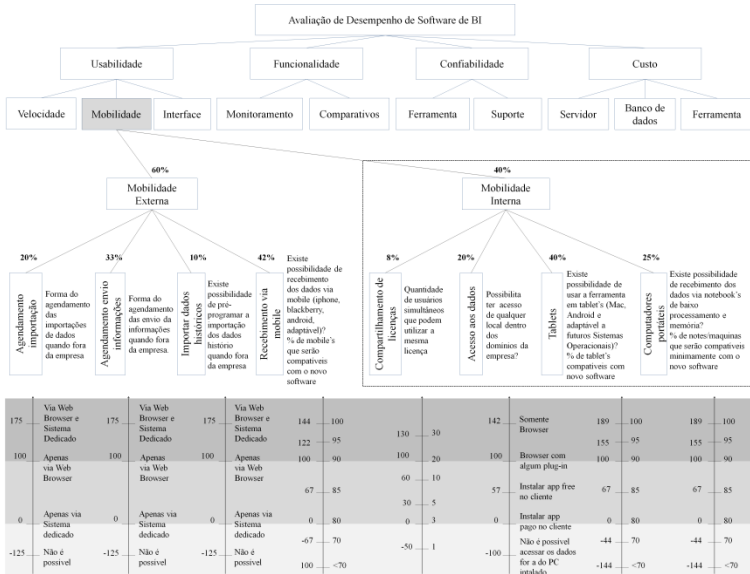 Avaliação de Desempenho de Software de BI
Usabilidade
Funcionalidade
Confiabilidade
Custo
Velocidade
Mobilidade
Interface
Monitoramento
Comparativos
Ferramenta
Suporte
Servidor
Banco de
dados
Ferramenta
60%
Mobilidade
Externa
40%
Mobilidade
Interna
20%
Agendamento
importação
Forma do
agendamento
das
importações
de dados
quando fora
da empresa
33%
Agendamento envio
informações
Forma do
agendamento
das envio da
informações
quando fora
da empresa.
10%
Importar dados
históricos
Existe
possibilidade
de pré-
programar a
importação
dos dados
histório
quando fora
da empresa
42%
Recebimento via
mobile
Existe
possibilidade de
recebimento
dos dados via
mobile (iphone,
blackberry,
android,
adaptável)?
% de mobile's
que serão
compatíveis
com o novo
software
8%
Compartilhamento de
licenças
Quantidade
de usuários
simultâneos
que podem
utilizar a
mesma
licença
20%
Acesso aos dados
Possibilita
ter acesso
de qualquer
local dentro
dos
domínios da
empresa?
40%
Tablets
Existe
possibilidade de
usar a ferramenta
em tablet's (Mac,
Android e
adaptável a
futuros Sistemas
Operacionais)?
% de tablet's
compatíveis com
novo software
25%
Computadores
portáteis
Existe possibilidade
de recebimento dos
dados via notebook's
de baixo
processamento e
memória?
% de notes/maquinas
que serão compatíveis
minimamente com o
novo software
175
Via Web
Browser e
Sistema
Dedicado
100
Apenas
via Web
Browser
0
Apenas via
Sistema
dedicado
-125
Não é
possivel
175
Via Web
Browser e
Sistema
Dedicado
100
Apenas
via Web
Browser
0
Apenas via
Sistema
dedicado
-125
Não é
possivel
175
Via Web
Browser e
Sistema
Dedicado
100
Apenas
via Web
Browser
0
Apenas via
Sistema
dedicado
-125
Não é
possivel
144 100
122 95
100 90
67 85
0 80
-67 70
100 <70
130 30
100 20
60 10
30 5
0 3
-50 1
142
Somente
Browser
100
Browser com
algum plug-in
57
Instalar app free
no cliente
0
Instalar app
pago no cliente
-100
Não é possivel
acessar os dados
for a do PC
intalado
189 100
155 95
100 90
67 85
0 80
-44 70
-144 <70
189 100
155 95
100 90
67 85
0 80
-44 70
-144 <70